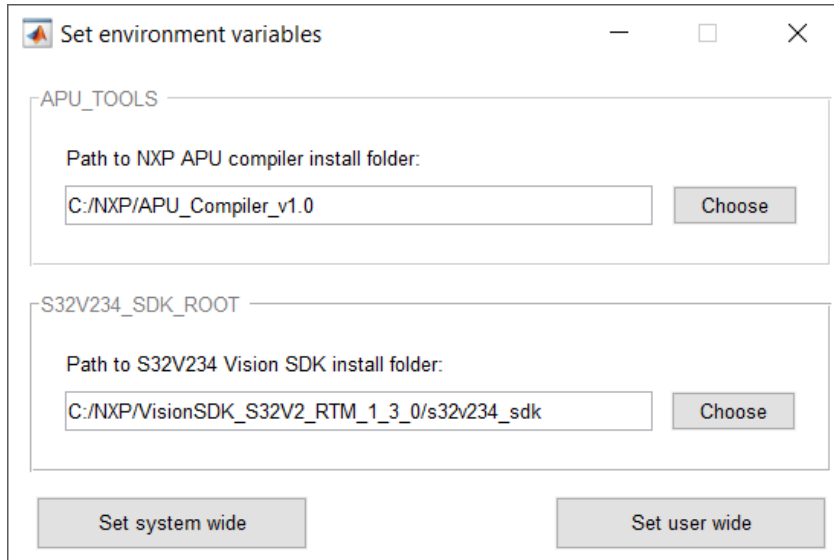 Set environment variables
APU_TOOLS
Path to NXP APU compiler install folder:
C:/NXP/APU_Compiler_v1.0
Choose
S32V234_SDK_ROOT
Path to S32V234 Vision SDK install folder:
C:/NXP/VisionSDK_S32V2_RTM_1_3_0/s32v234_sdk
Choose
Set system wide
Set user wide